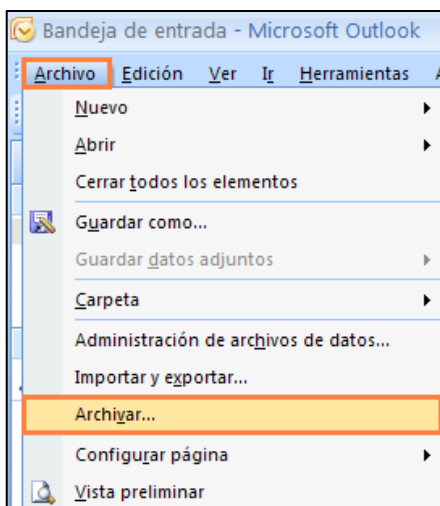 Bandeja de entrada - Microsoft Outlook
Archivo Edición Ver Ir Herramientas
Nuevo
Abrir
Cerrar todos los elementos
Guardar como...
Guardar datos adjuntos
Carpeta
Administración de archivos de datos...
Importar y exportar...
Archivar...
Configurar página
Vista preliminar